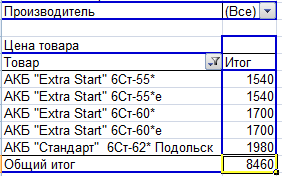 Производитель (Все)
Цена товара
Товар Итог
АКБ "Extra Start" 6Ст-55* 1540
АКБ "Extra Start" 6Ст-55*е 1540
АКБ "Extra Start" 6Ст-60* 1700
АКБ "Extra Start" 6Ст-60*е 1700
АКБ "Стандарт" 6Ст-62* Подольск 1980
Общий итог 8460